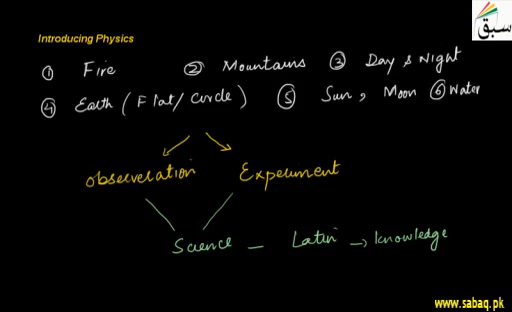 سبق
Introducing Physics
① Fire ② Mountains ③ Day & Night
④ Earth (Flat/Circle) ⑤ Sun, Moon ⑥ Water
Observeration Experiment
Science – Latin → knowledge
www.sabaq.pk